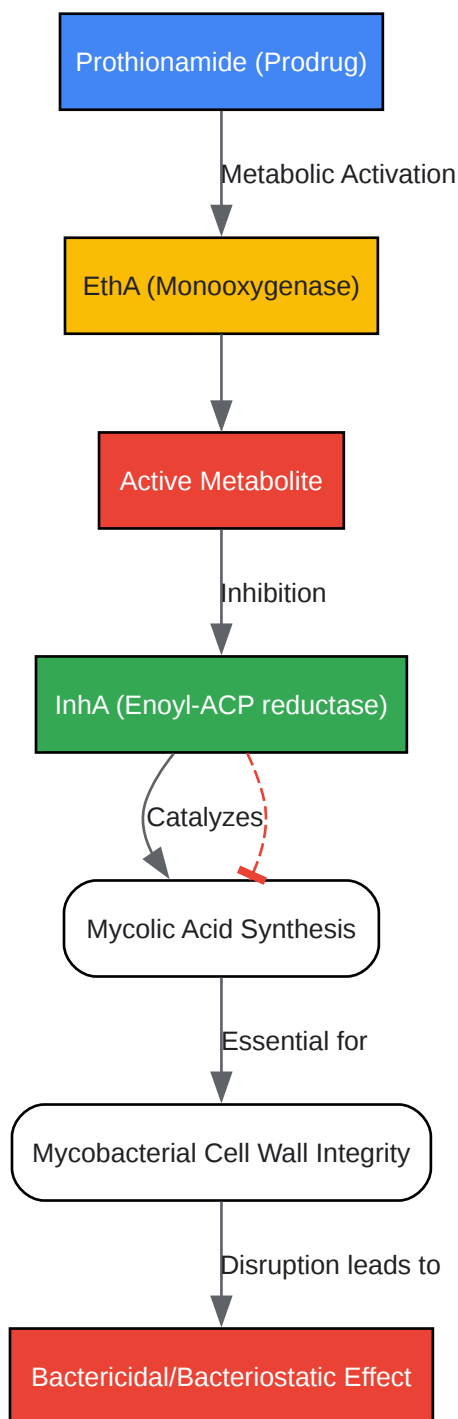 Prothionamide (Prodrug)
Metabolic Activation
EthA (Monooxygenase)
Active Metabolite
Inhibition
InhA (Enoyl-ACP reductase)
Catalyzes
Mycolic Acid Synthesis
Essential for
Mycobacterial Cell Wall Integrity
Disruption leads to
Bactericidal/Bacteriostatic Effect